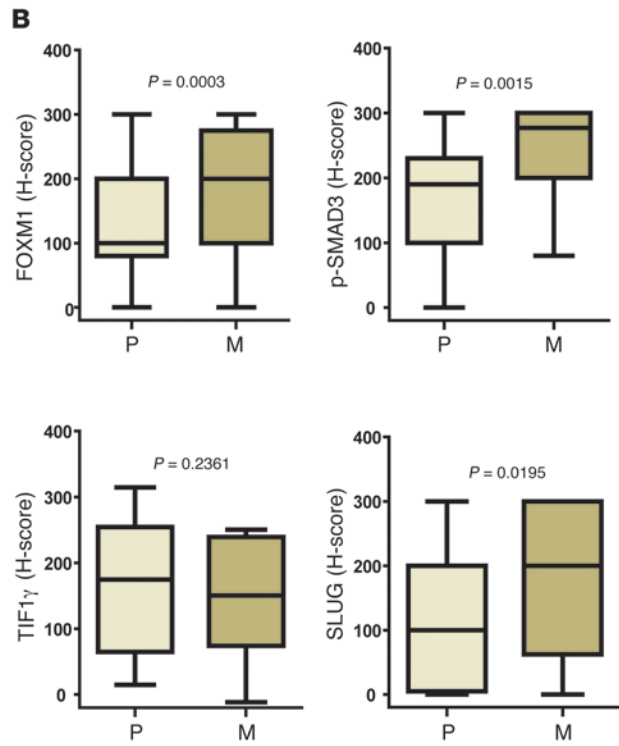 B
FOXM1 (H-score)
400
300
200
100
0
P = 0.0003
P
M
p-SMAD3 (H-score)
400
300
200
100
0
P = 0.0015
P
M
TIF1γ (H-score)
400
300
200
100
0
P = 0.2361
P
M
SLUG (H-score)
400
300
200
100
0
P = 0.0195
P
M